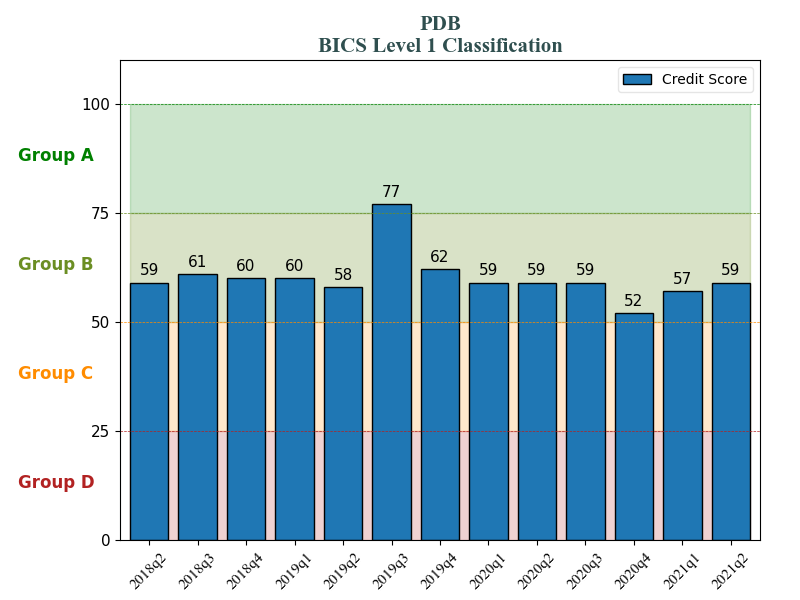 PDB
BICS Level 1 Classification
Credit Score
100
Group A
77
75
Group B
59 61 60 60 58 62 59 59 59 52 57 59
50
Group C
25
Group D
0
2018q2 2018q3 2018q4 2019q1 2019q2 2019q3 2019q4 2020q1 2020q2 2020q3 2020q4 2021q1 2021q2